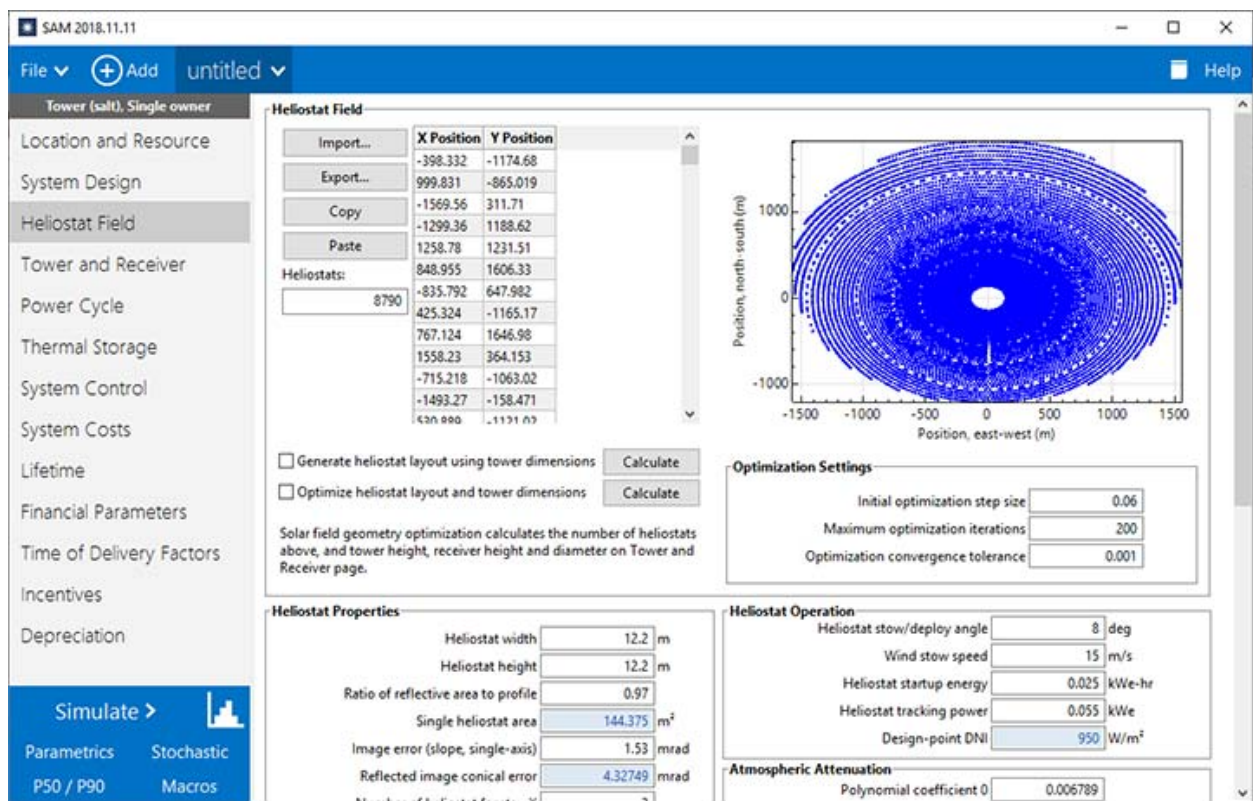 SAM 2018.11.11
File Add untitled Help
Tower (salt), Single owner
Location and Resource
System Design
Heliostat Field
Tower and Receiver
Power Cycle
Thermal Storage
System Control
System Costs
Lifetime
Financial Parameters
Time of Delivery Factors
Incentives
Depreciation
Simulate >
Parametrics Stochastic
P50 / P90 Macros
Heliostat Field
Import...
Export...
Copy
Paste
Heliostats:
8790
X Position Y Position
-398.332 -1174.68
999.831 -865.019
-1569.56 311.71
-1299.36 1188.62
1258.78 1231.51
848.955 1606.33
-835.792 647.982
425.324 -1165.17
767.124 1646.98
1558.23 364.153
-715.218 -1063.02
-1493.27 -158.471
530.889 -1121.02
Position, north-south (m)
1000
0
-1000
-1500 -1000 -500 0 500 1000 1500
Position, east-west (m)
Generate heliostat layout using tower dimensions Calculate
Optimize heliostat layout and tower dimensions Calculate
Solar field geometry optimization calculates the number of heliostats
above, and tower height, receiver height and diameter on Tower and
Receiver page.
Optimization Settings
Initial optimization step size 0.06
Maximum optimization iterations 200
Optimization convergence tolerance 0.001
Heliostat Properties
Heliostat width 12.2 m
Heliostat height 12.2 m
Ratio of reflective area to profile 0.97
Single heliostat area 144.375 m²
Image error (slope, single-axis) 1.53 mrad
Reflected image conical error 4.32749 mrad
Heliostat Operation
Heliostat stow/deploy angle 8 deg
Wind stow speed 15 m/s
Heliostat startup energy 0.025 kWe-hr
Heliostat tracking power 0.055 kWe
Design-point DNI 950 W/m²
Atmospheric Attenuation
Polynomial coefficient 0 0.006789